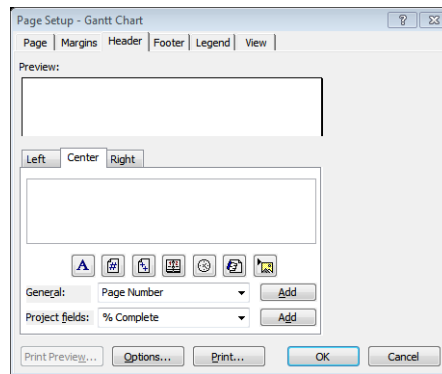 Page Setup - Gantt Chart
Page Margins Header Footer Legend View
Preview:
Left Center Right
A
General: Page Number Add
Project fields: % Complete Add
Print Preview... Options... Print... OK Cancel